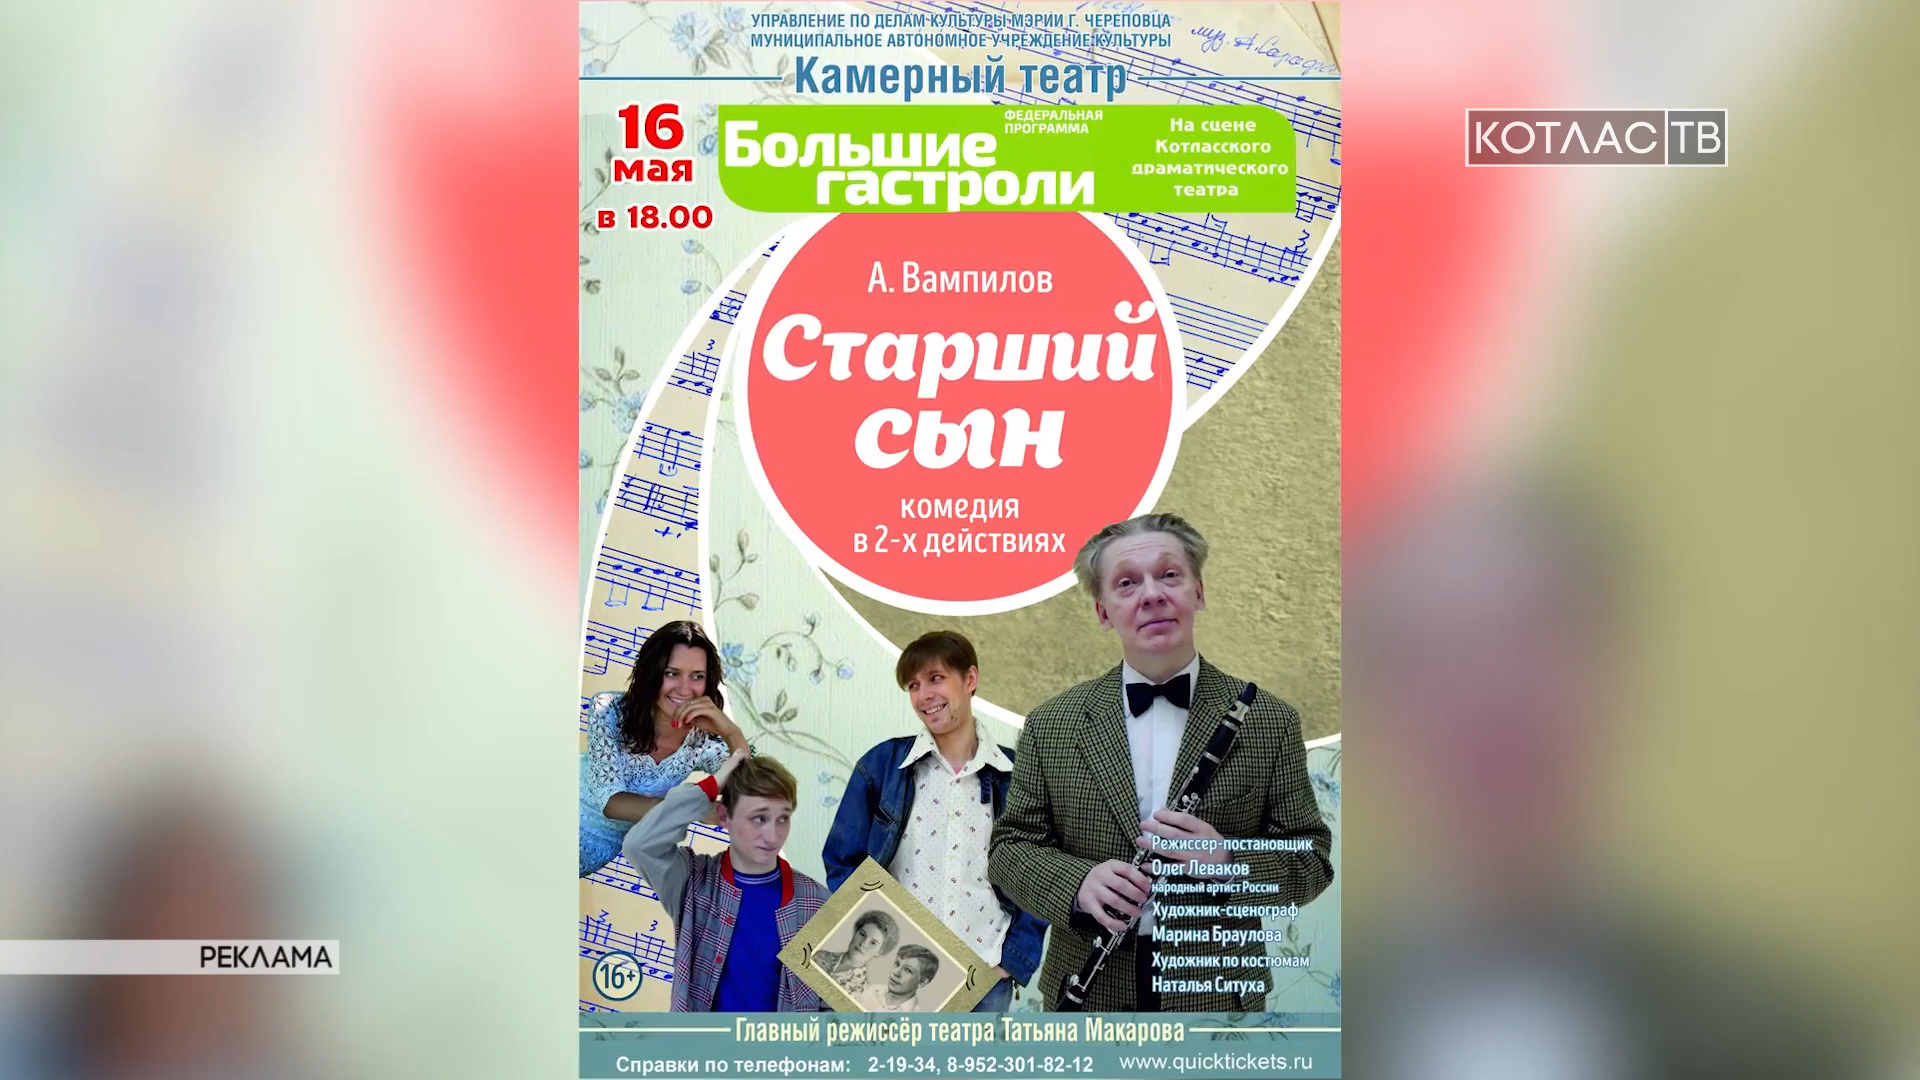 УПРАВЛЕНИЕ ПО ДЕЛАМ КУЛЬТУРЫ МЭРИИ Г. ЧЕРЕПОВЦА
МУНИЦИПАЛЬНОЕ АВТОНОМНОЕ УЧРЕЖДЕНИЕ КУЛЬТУРЫ
муз. А. Сарафа
Камерный театр
16
мая
в 18.00
ФЕДЕРАЛЬНАЯ
ПРОГРАММА
Большие
гастроли
На сцене
Котласского
драматического
театра
КОТЛАС ТВ
А. Вампилов
Старший
сын
комедия
в 2-х действиях
Режиссер-постановщик
Олег Леваков
народный артист России
Художник-сценограф
Марина Браулова
Художник по костюмам
Наталья Ситуха
РЕКЛАМА
16+
Главный режиссёр театра Татьяна Макарова
Справки по телефонам: 2-19-34, 8-952-301-82-12 www.quicktickets.ru